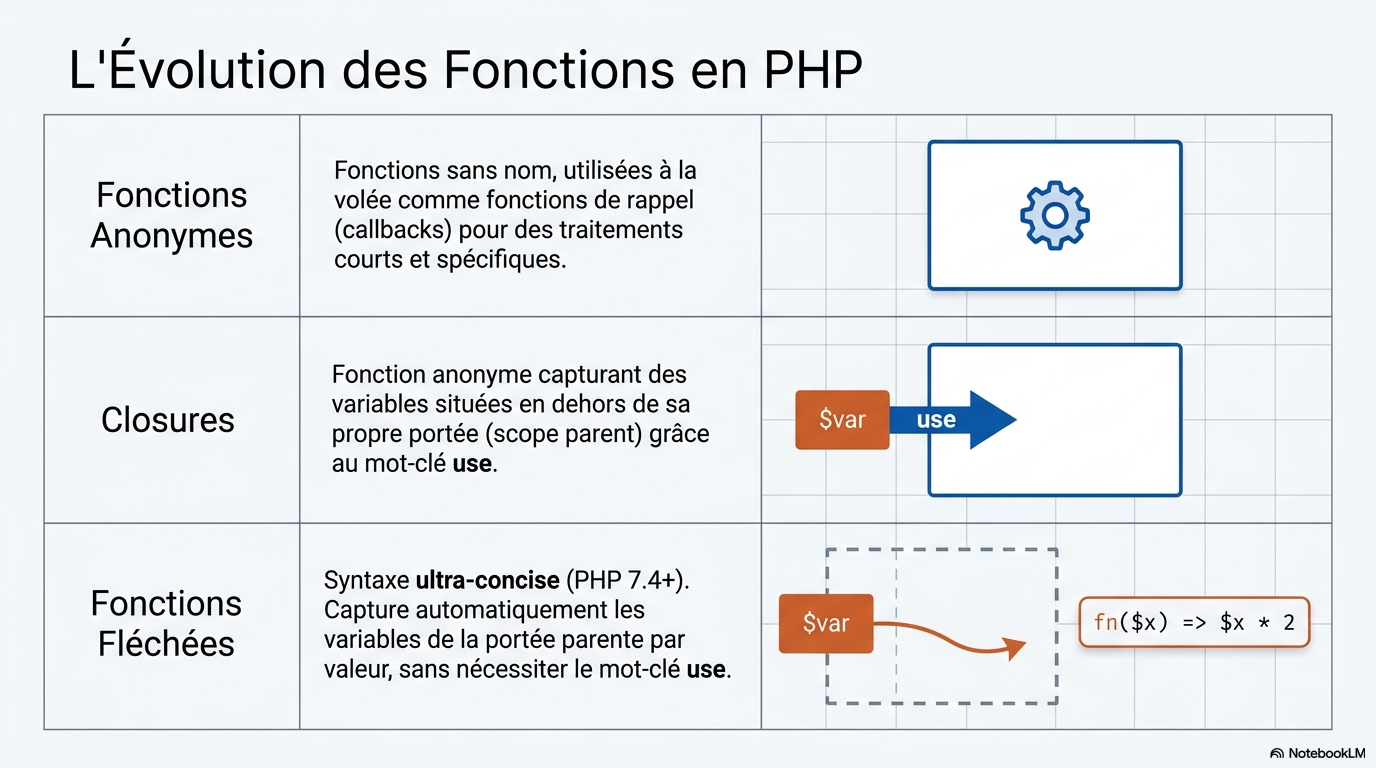 L'Évolution des Fonctions en PHP
Fonctions
Anonymes
Fonctions sans nom, utilisées à la
volée comme fonctions de rappel
(callbacks) pour des traitements
courts et spécifiques.
Closures
Fonction anonyme capturant des
variables situées en dehors de sa
propre portée (scope parent) grâce
au mot-clé use.
$var
use
Fonctions
Fléchées
Syntaxe ultra-concise (PHP 7.4+).
Capture automatiquement les
variables de la portée parente par
valeur, sans nécessiter le mot-clé use.
$var
fn($x) => $x * 2
NotebookLM